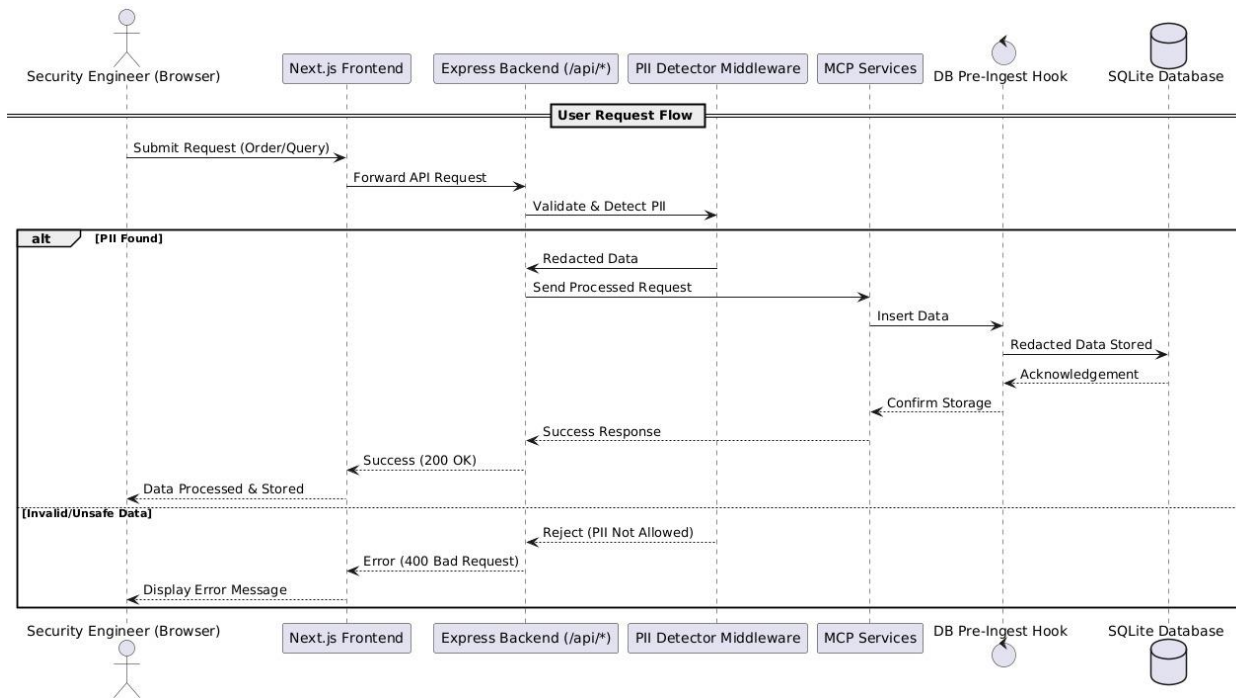 Security Engineer (Browser)
Next.js Frontend
Express Backend (/api/*)
PII Detector Middleware
MCP Services
DB Pre-Ingest Hook
SQLite Database
User Request Flow
Submit Request (Order/Query)
Forward API Request
Validate & Detect PII
alt
[PII Found]
Redacted Data
Send Processed Request
Insert Data
Redacted Data Stored
Acknowledgement
Confirm Storage
Success Response
Success (200 OK)
Data Processed & Stored
[Invalid/Unsafe Data]
Reject (PII Not Allowed)
Error (400 Bad Request)
Display Error Message
Security Engineer (Browser)
Next.js Frontend
Express Backend (/api/*)
PII Detector Middleware
MCP Services
DB Pre-Ingest Hook
SQLite Database